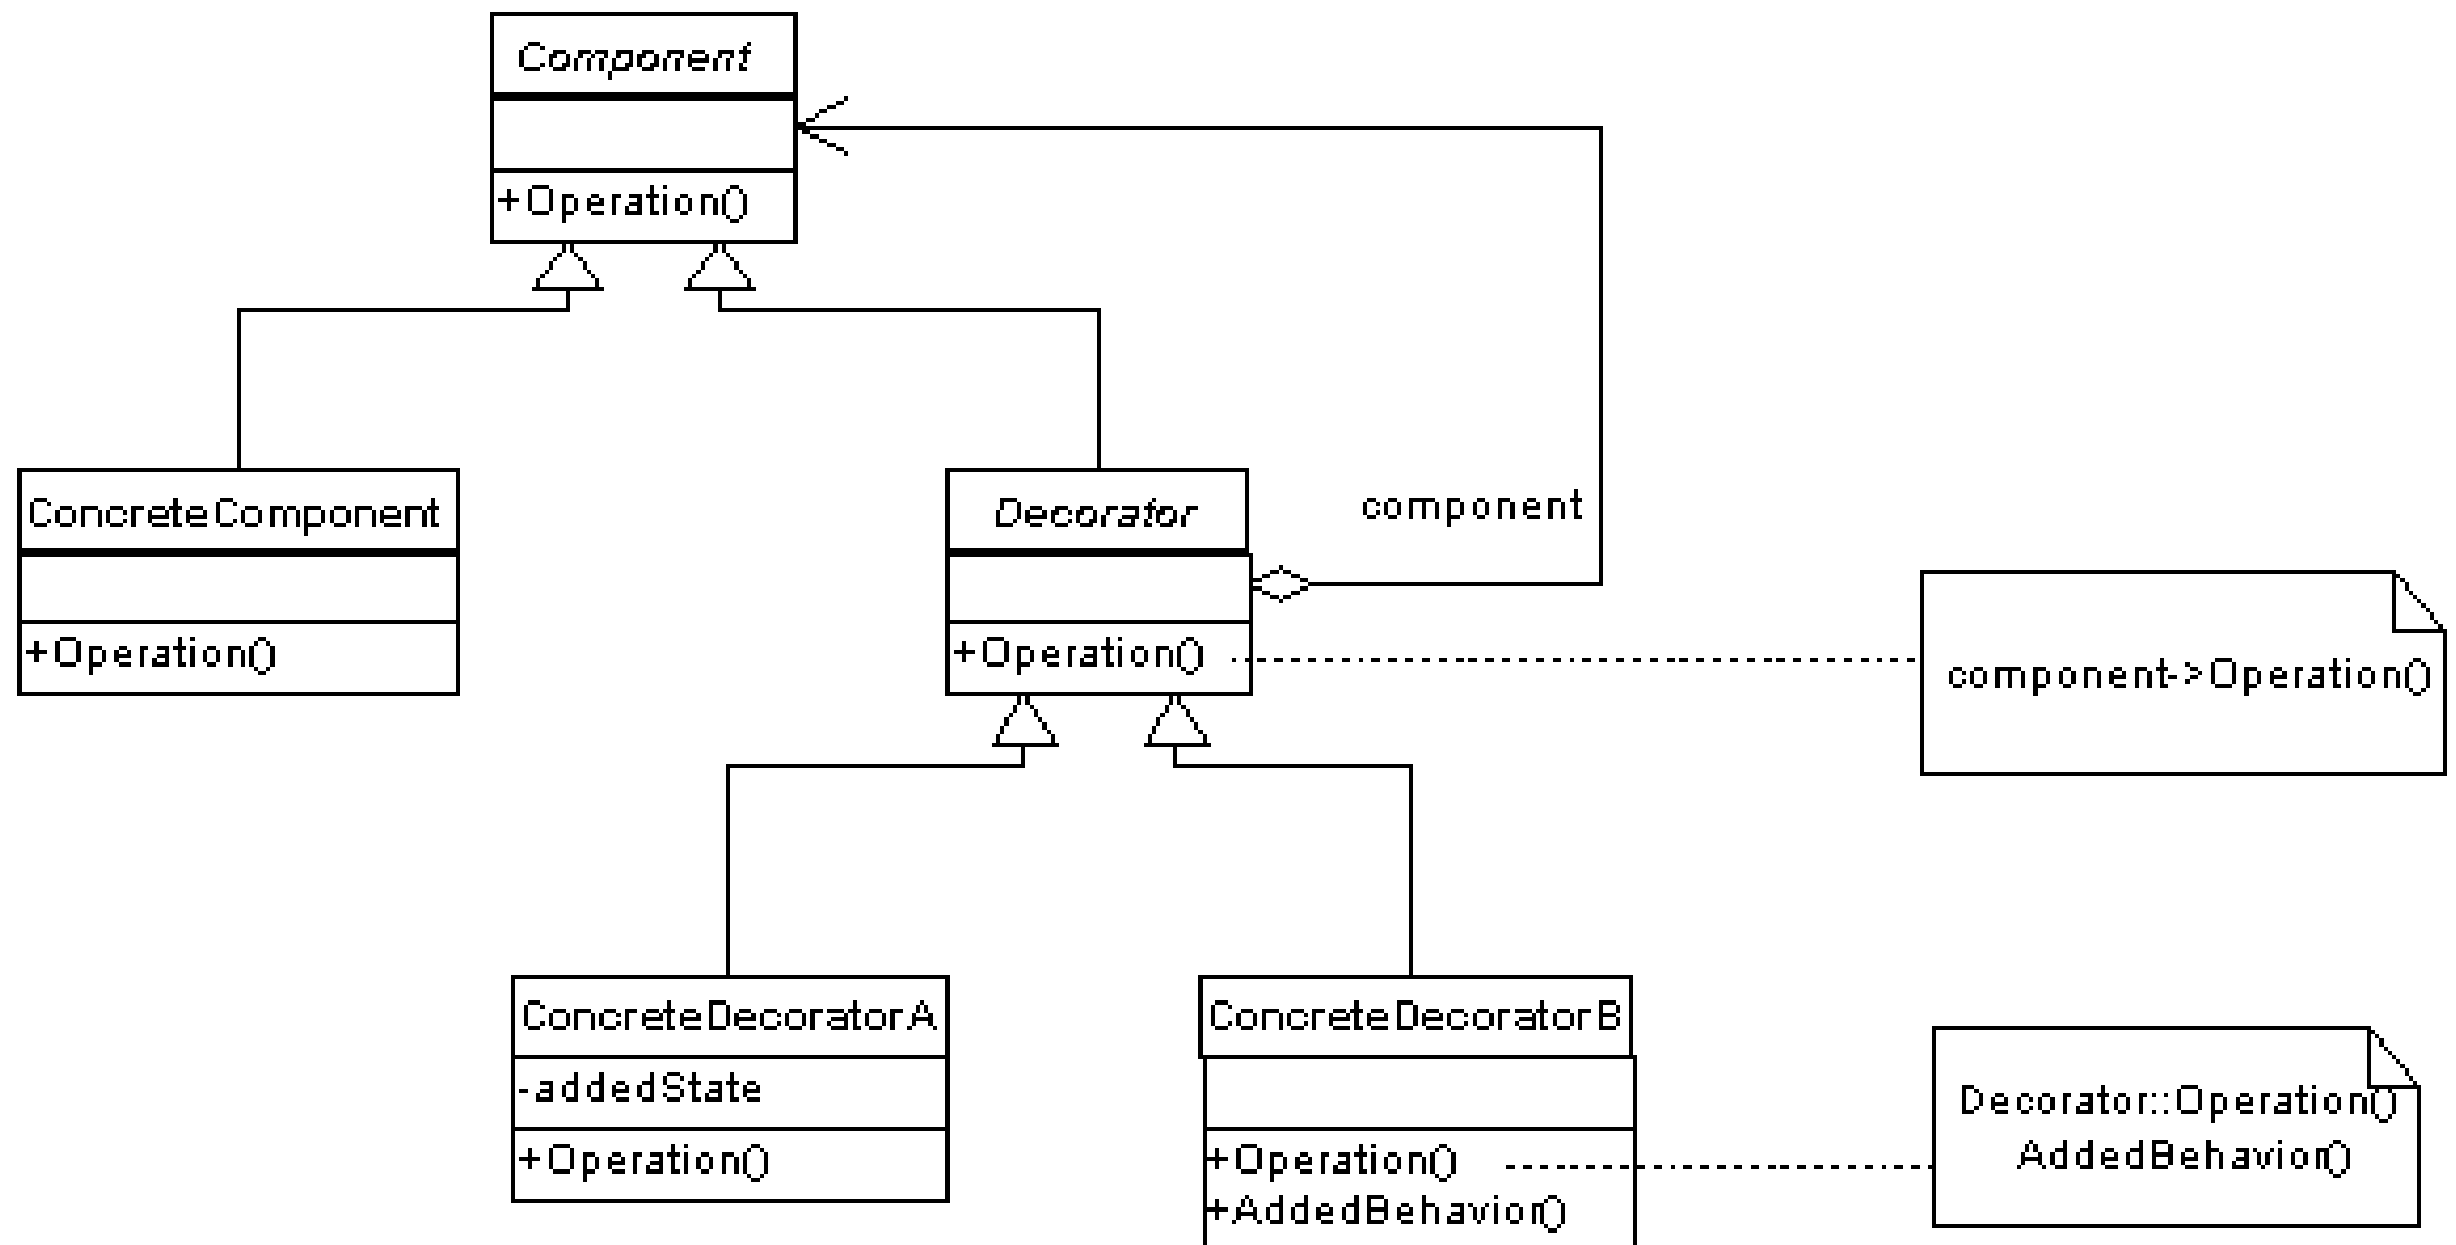 Component
+Operation()
ConcreteComponent
+Operation()
Decorator
+Operation()
component
component->Operation()
ConcreteDecoratorA
-addedState
+Operation()
ConcreteDecoratorB
+Operation()
+AddedBehavior()
Decorator::Operation()
AddedBehavior()